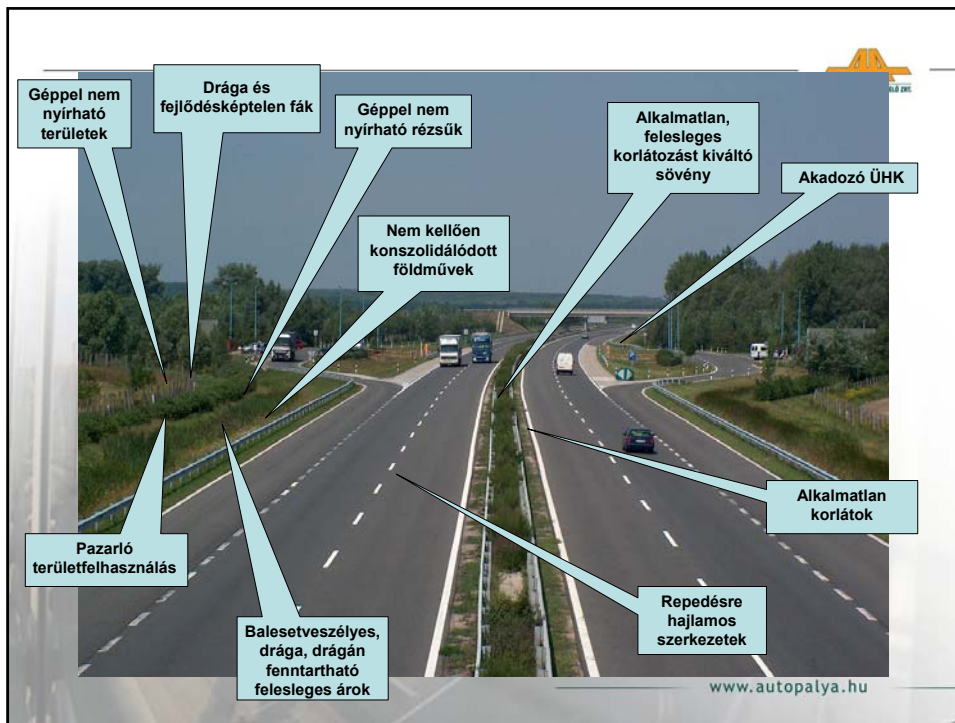 Géppel nem
nyírható
területek
Drága és
fejlődésképtelen fák
Géppel nem
nyírható rézsűk
Alkalmatlan,
felesleges
korlátozást kiváltó
sövény
ELŐ ZRT.
Akadozó ÜHK
Nem kellően
konszolidálódott
földművek
Pazarló
területfelhasználás
Balesetveszélyes,
drága, drágán
fenntartható
felesleges árok
Alkalmatlan
korlátok
Repedésre
hajlamos
szerkezetek
www.autopalya.hu